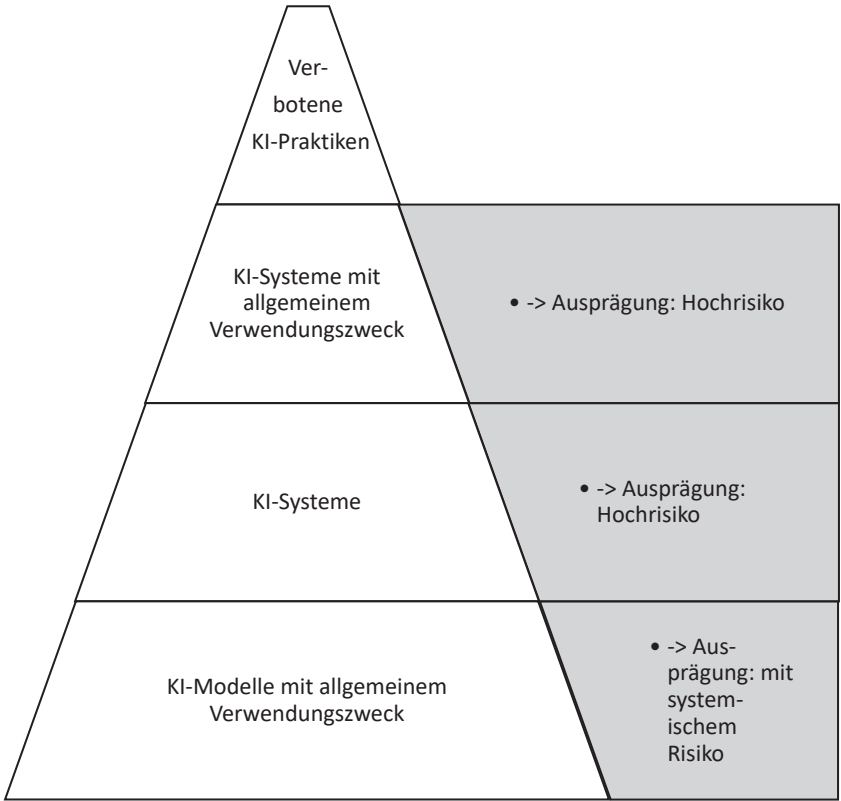 Ver-
botene
KI-Praktiken
KI-Systeme mit
allgemeinem
Verwendungszweck
• -> Ausprägung: Hochrisiko
KI-Systeme
• -> Ausprägung:
Hochrisiko
KI-Modelle mit allgemeinem
Verwendungszweck
• -> Aus-
prägung: mit
system-
ischem
Risiko